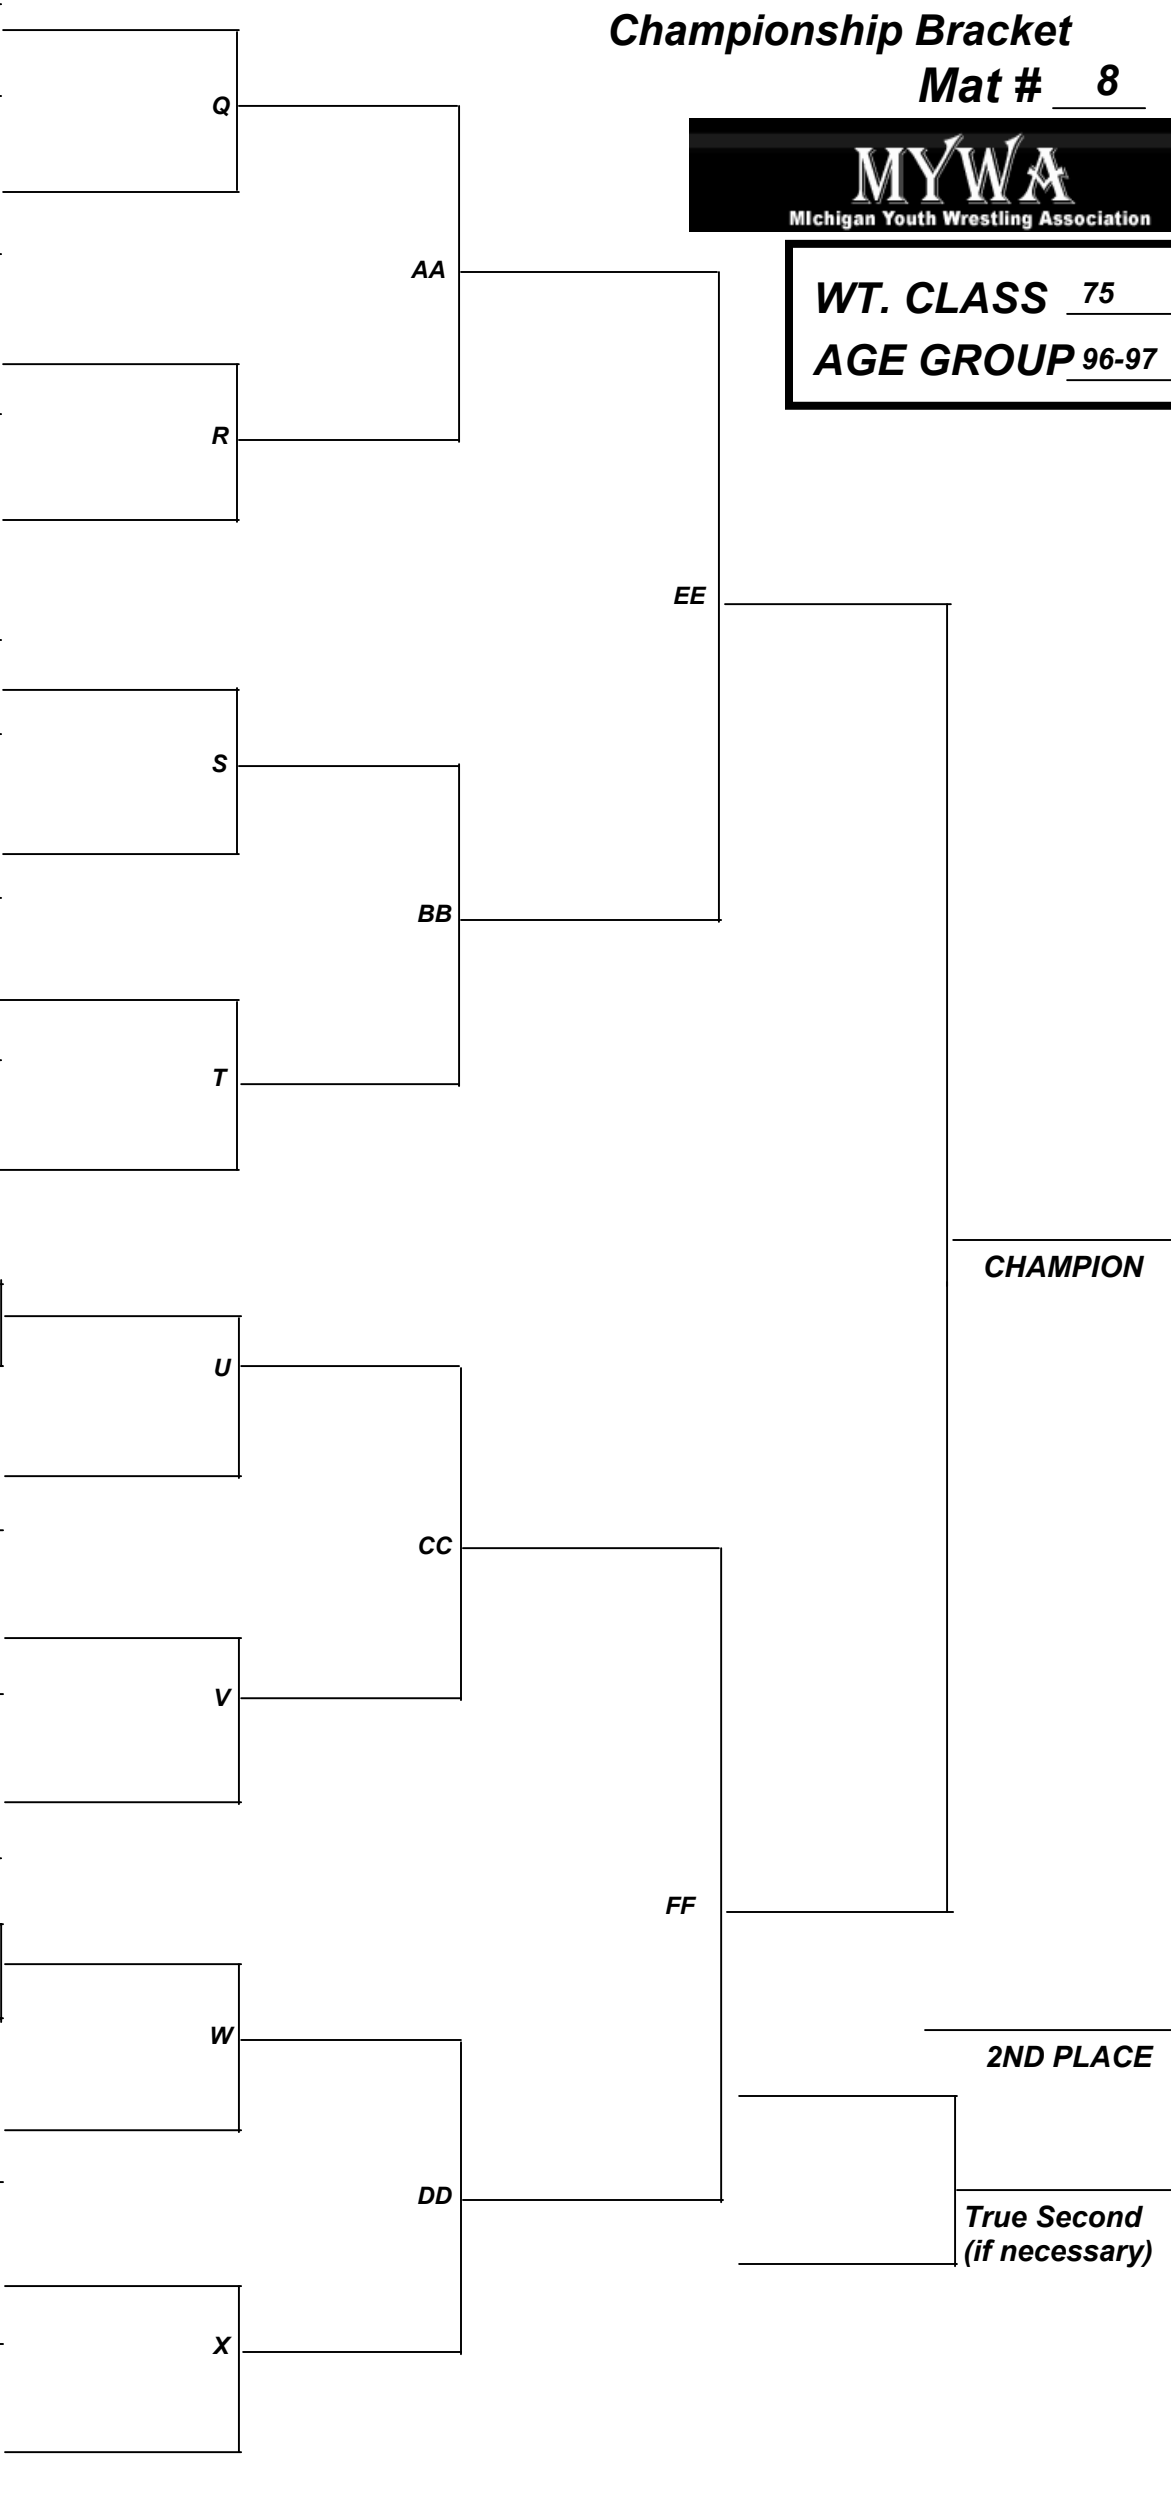 Championship Bracket
Mat # 8
MYWA
MIchigan Youth Wrestling Association
WT. CLASS 75
AGE GROUP 96-97
Q
AA
R
EE
S
BB
T
CHAMPION
U
CC
V
FF
W
2ND PLACE
DD
True Second
(if necessary)
X